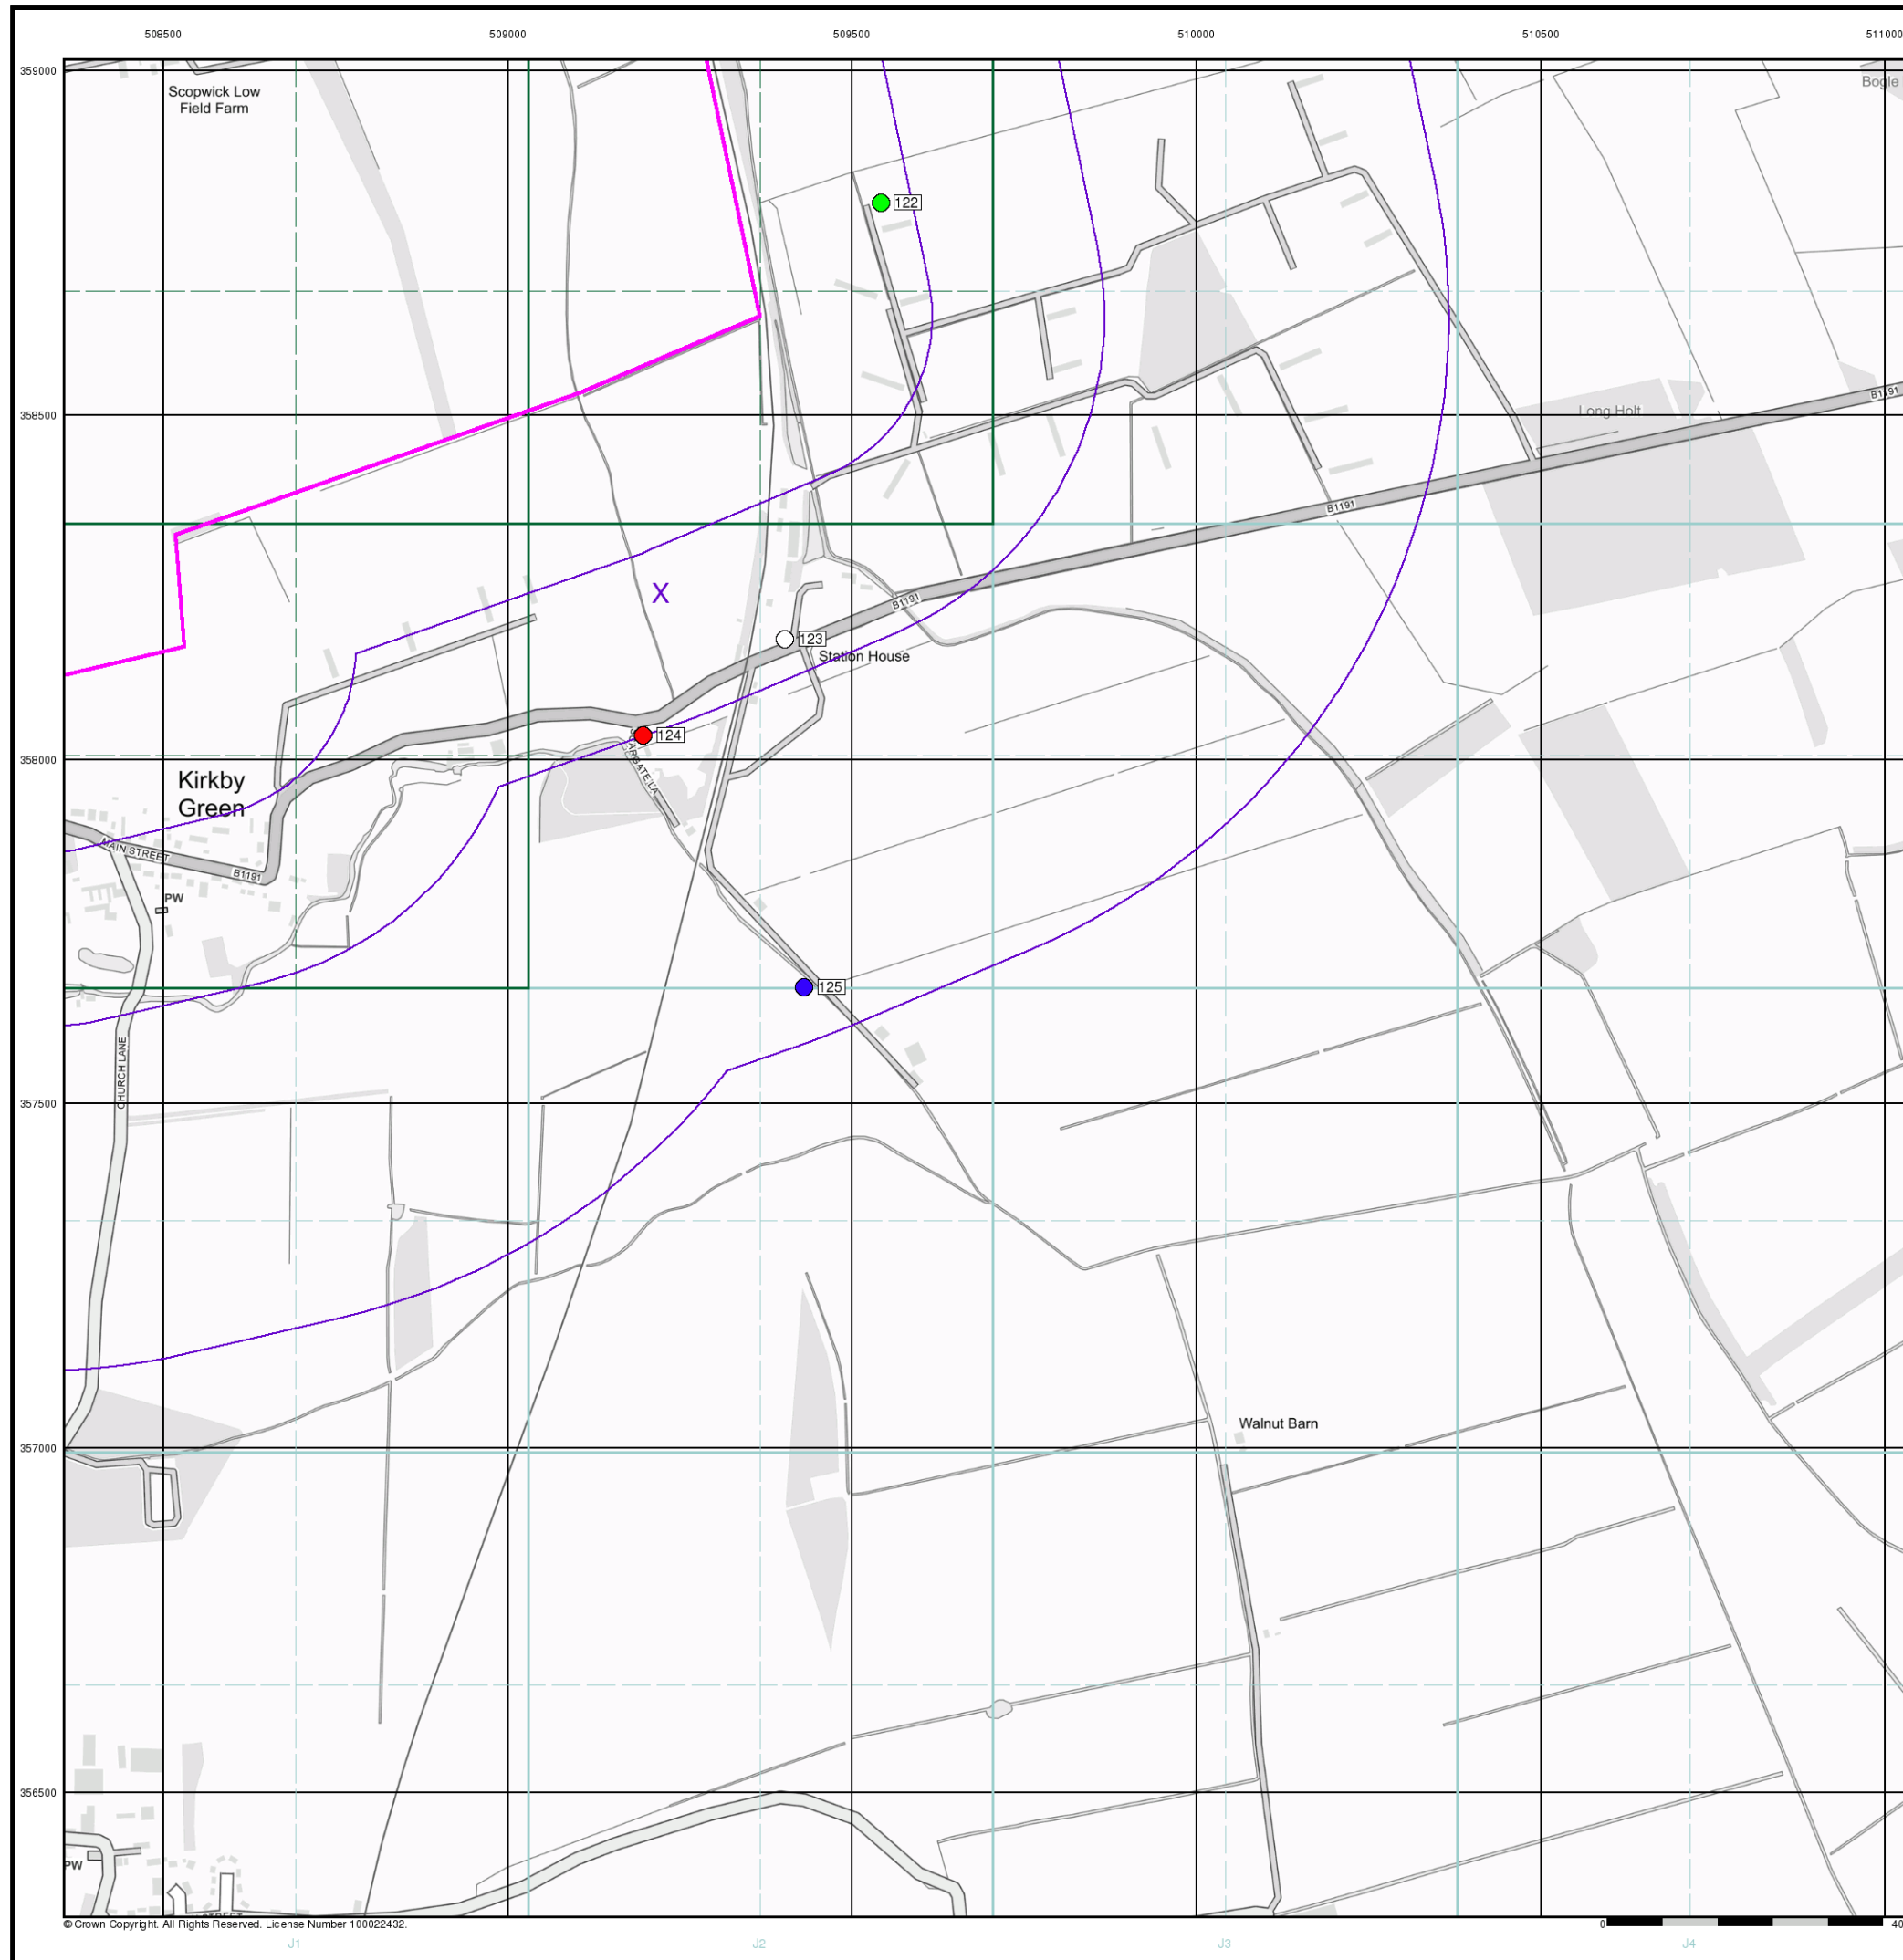 508500 509000 509500 510000 510500 511000
359000
Scopwick Low
Field Farm
Bogle
122
358500
Long Holt
B1191
B1191
X
B1191
123
Station House
124
358000
Kirkby
Green
MAIN STREET
B1191
PW
125
CHURCH LANE
357500
Walnut Barn
357000
356500
PW
© Crown Copyright. All Rights Reserved. License Number 100022432.
0 40
J1 J2 J3 J4